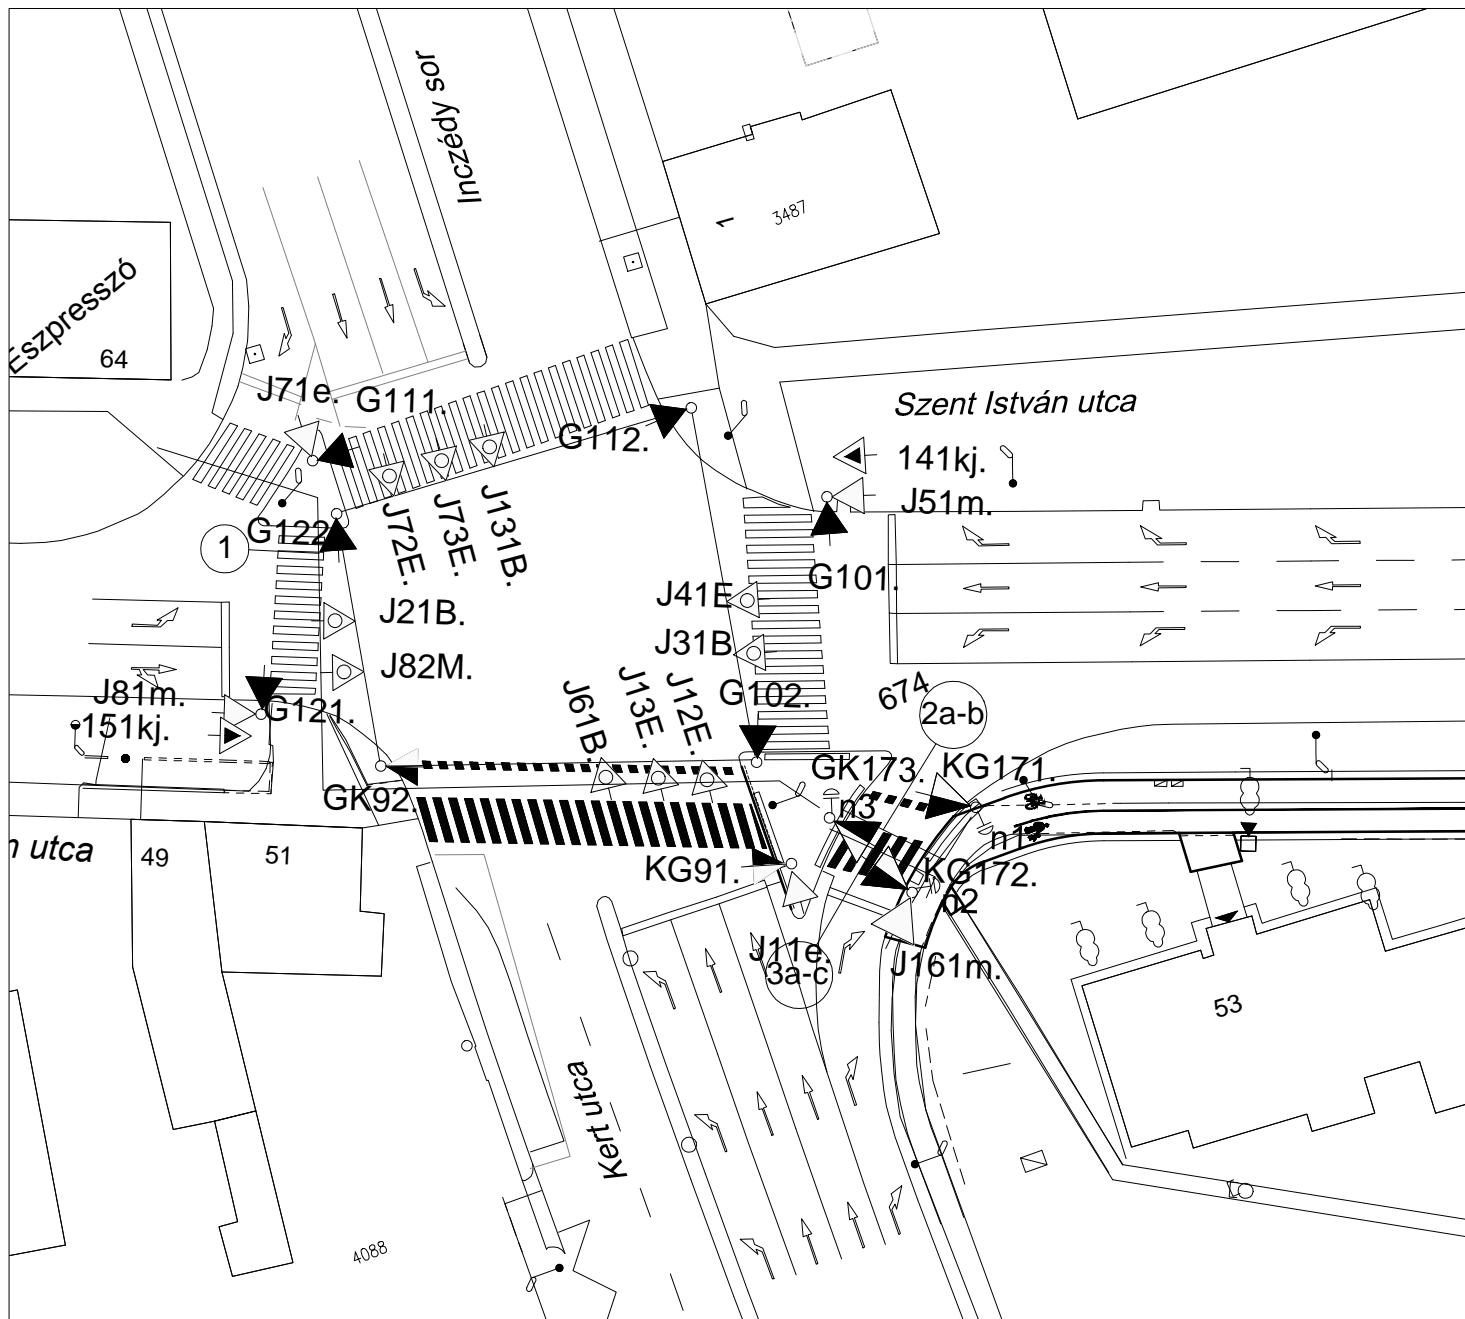 Inczédy sor
1
3487
Eszpresszó
64
J71e.
G111.
G112.
Szent István utca
141kj.
J51m.
G122
1
J72E.
J73E.
J131B.
G101.
J41E
J21B.
J31B
J82M.
J81m.
151kj.
G121.
J61B.
J13E.
J12E.
G102.
674
2a-b
GK173.
KG171.
GK92.
n3
n1
utca
49
51
KG91.
KG172.
n2
J11e.
3a-c
J161m.
53
Kert utca
4088